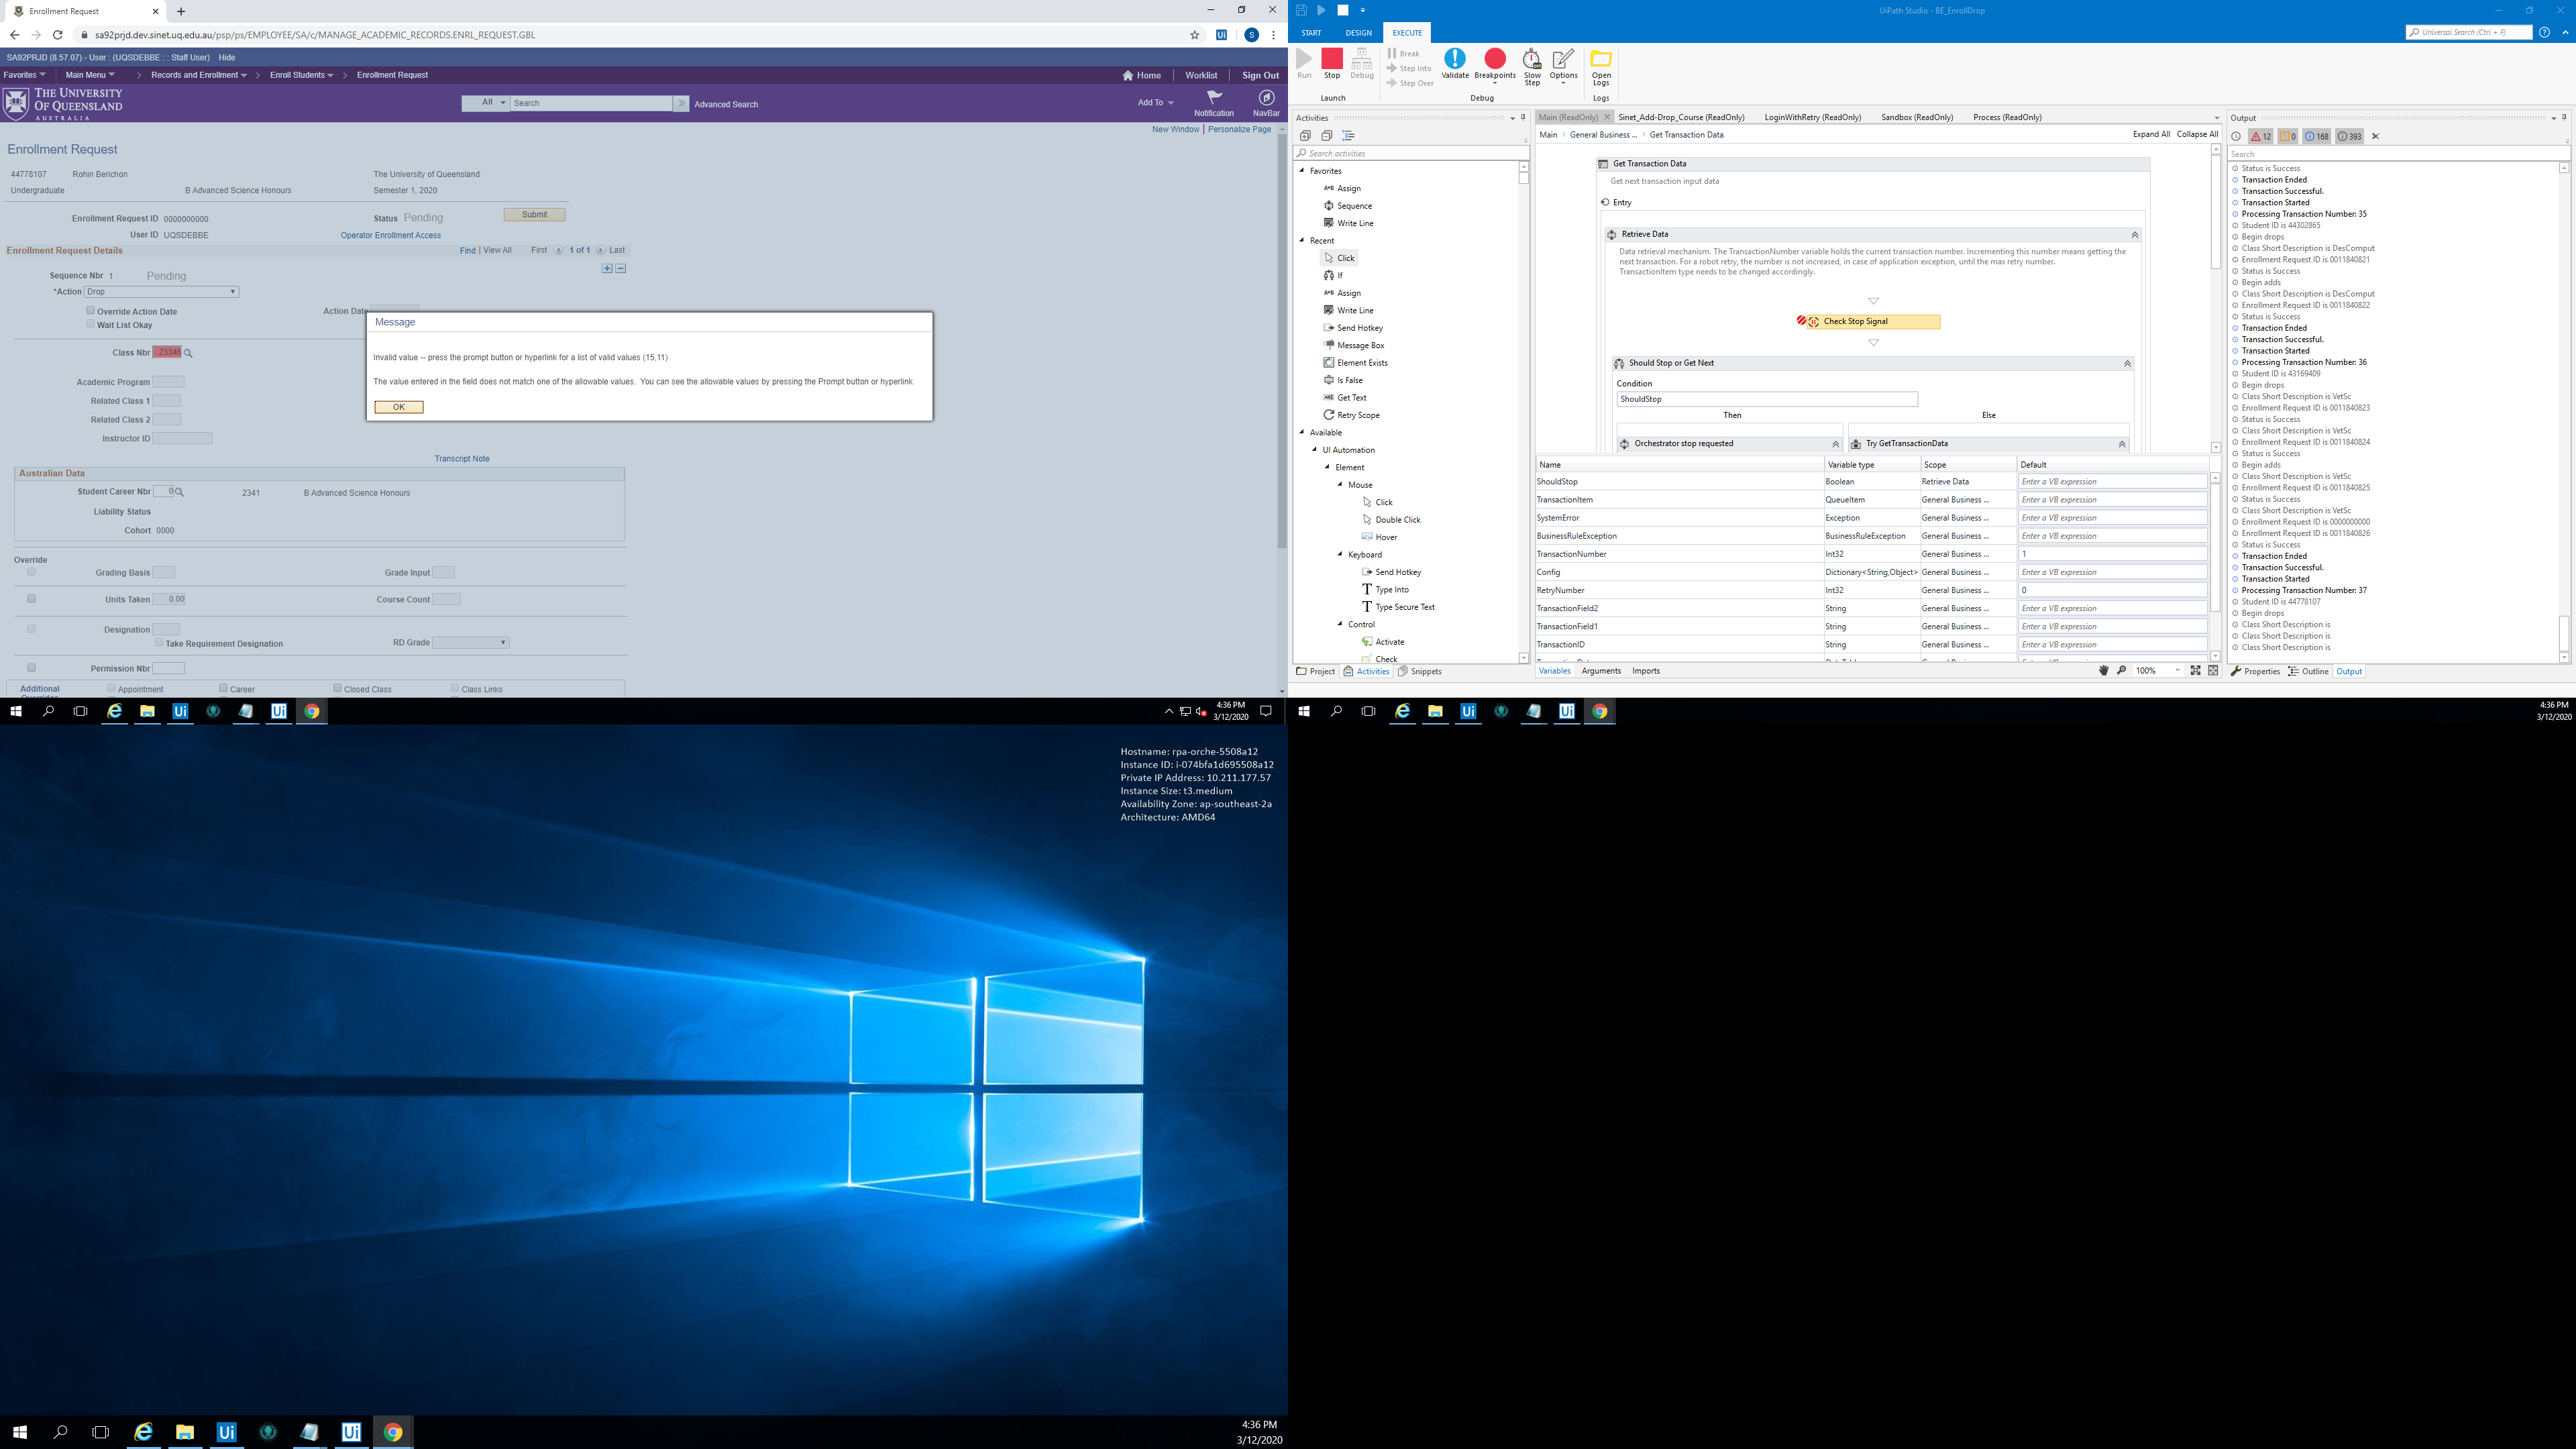 Enrollment Request
sa92prjd.dev.sinet.uq.edu.au/psp/ps/EMPLOYEE/SA/c/MANAGE_ACADEMIC_RECORDS.ENRL_REQUEST.GBL
SA92PRJD (8.57.07) - User : (UQSDEBBE : : Staff User) Hide
Favorites Main Menu > Records and Enrollment > Enroll Students > Enrollment Request Home Worklist Sign Out
THE UNIVERSITY
OF QUEENSLAND
AUSTRALIA
All Search Advanced Search Add To Notification NavBar
New Window | Personalize Page
Enrollment Request
44778107 Rohin Berichon The University of Queensland
Undergraduate B Advanced Science Honours Semester 1, 2020
Enrollment Request ID 0000000000 Status Pending Submit
User ID UQSDEBBE Operator Enrollment Access
Enrollment Request Details Find | View All First 1 of 1 Last
Sequence Nbr 1 Pending
*Action Drop
Override Action Date Action Date
Wait List Okay
Class Nbr 23346
Message
Invalid value -- press the prompt button or hyperlink for a list of valid values (15,11)
The value entered in the field does not match one of the allowable values. You can see the allowable values by pressing the Prompt button or hyperlink.
OK
Academic Program
Related Class 1
Related Class 2
Instructor ID
Transcript Note
Australian Data
Student Career Nbr 0 2341 B Advanced Science Honours
Liability Status
Cohort 0000
Override
Grading Basis Grade Input
Units Taken 0.00 Course Count
Designation
Take Requirement Designation RD Grade
Permission Nbr
Additional Appointment Career Closed Class Class Links
4:36 PM
3/12/2020
UiPath Studio - BE_EnrollDrop
START DESIGN EXECUTE Universal Search (Ctrl + F)
Run Stop Debug Break Step Into Step Over Validate Breakpoints Slow Step Options Open Logs
Launch Debug Logs
Activities
Search activities
Favorites
Assign
Sequence
Write Line
Recent
Click
If
Assign
Write Line
Send Hotkey
Message Box
Element Exists
Is False
Get Text
Retry Scope
Available
UI Automation
Element
Mouse
Click
Double Click
Hover
Keyboard
Send Hotkey
Type Into
Type Secure Text
Control
Activate
Check
Project Activities Snippets
Main (ReadOnly) Sinet_Add-Drop_Course (ReadOnly) LoginWithRetry (ReadOnly) Sandbox (ReadOnly) Process (ReadOnly)
Main > General Business ... > Get Transaction Data Expand All Collapse All
Get Transaction Data
Get next transaction input data
Entry
Retrieve Data
Data retrieval mechanism. The TransactionNumber variable holds the current transaction number. Incrementing this number means getting the
next transaction. For a robot retry, the number is not increased, in case of application exception, until the max retry number.
TransactionItem type needs to be changed accordingly.
Check Stop Signal
Should Stop or Get Next
Condition
ShouldStop
Then Else
Orchestrator stop requested Try GetTransactionData
Name Variable type Scope Default
ShouldStop Boolean Retrieve Data Enter a VB expression
TransactionItem QueueItem General Business ... Enter a VB expression
SystemError Exception General Business ... Enter a VB expression
BusinessRuleException BusinessRuleException General Business ... Enter a VB expression
TransactionNumber Int32 General Business ... 1
Config Dictionary<String,Object> General Business ... Enter a VB expression
RetryNumber Int32 General Business ... 0
TransactionField2 String General Business ... Enter a VB expression
TransactionField1 String General Business ... Enter a VB expression
TransactionID String General Business ... Enter a VB expression
Variables Arguments Imports 100%
Output
12 0 168 393
Search
Status is Success
Transaction Ended
Transaction Successful.
Transaction Started
Processing Transaction Number: 35
Student ID is 44302865
Begin drops
Class Short Description is DesComput
Enrollment Request ID is 0011840821
Status is Success
Begin adds
Class Short Description is DesComput
Enrollment Request ID is 0011840822
Status is Success
Transaction Ended
Transaction Successful.
Transaction Started
Processing Transaction Number: 36
Student ID is 43169409
Begin drops
Class Short Description is VetSc
Enrollment Request ID is 0011840823
Status is Success
Class Short Description is VetSc
Enrollment Request ID is 0011840824
Status is Success
Begin adds
Class Short Description is VetSc
Enrollment Request ID is 0011840825
Status is Success
Class Short Description is VetSc
Enrollment Request ID is 0000000000
Enrollment Request ID is 0011840826
Status is Success
Transaction Ended
Transaction Successful.
Transaction Started
Processing Transaction Number: 37
Student ID is 44778107
Begin drops
Class Short Description is
Class Short Description is
Class Short Description is
Properties Outline Output
4:36 PM
3/12/2020
Hostname: rpa-orche-5508a12
Instance ID: i-074bfa1d695508a12
Private IP Address: 10.211.177.57
Instance Size: t3.medium
Availability Zone: ap-southeast-2a
Architecture: AMD64
4:36 PM
3/12/2020